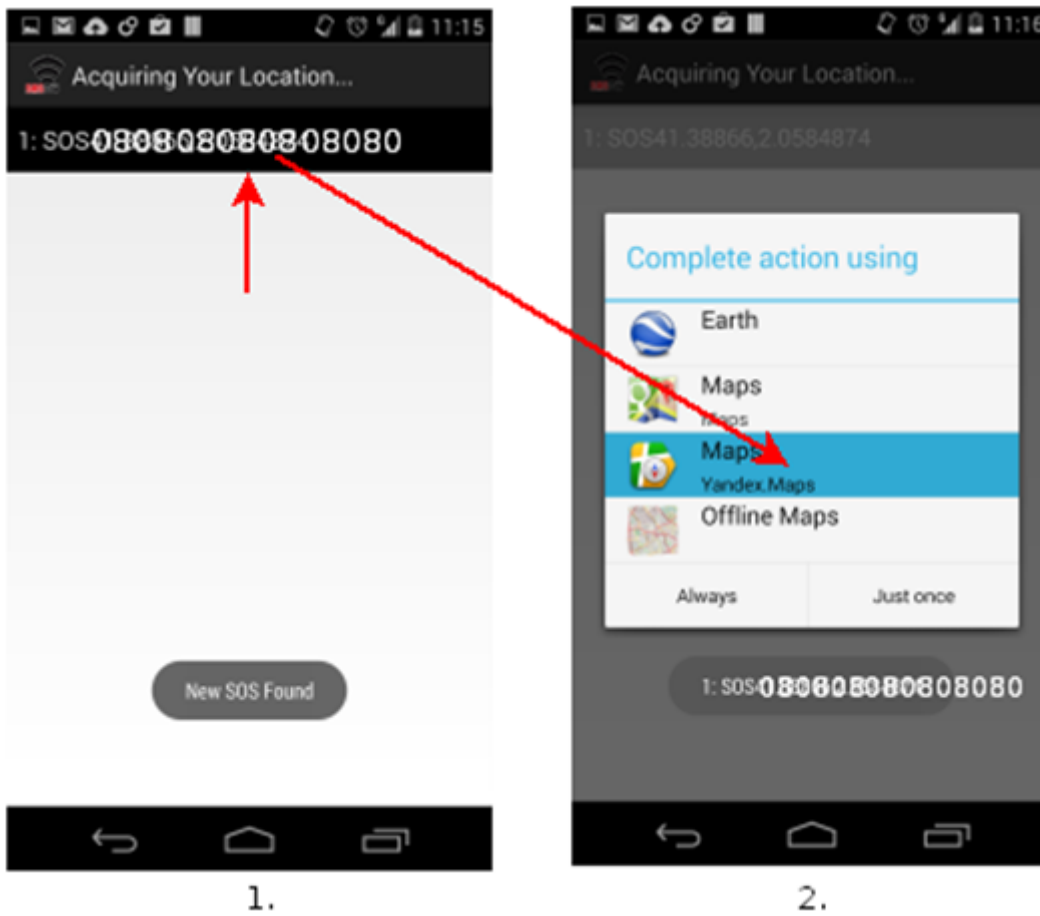 11:15
Acquiring Your Location...
1: SOS
0808080808080
New SOS Found
1.
11:16
Acquiring Your Location...
1: SOS41.38866,2.0584874
Complete action using
Earth
Maps
Maps
Maps
Yandex.Maps
Offline Maps
Always
Just once
1: SOS
2.